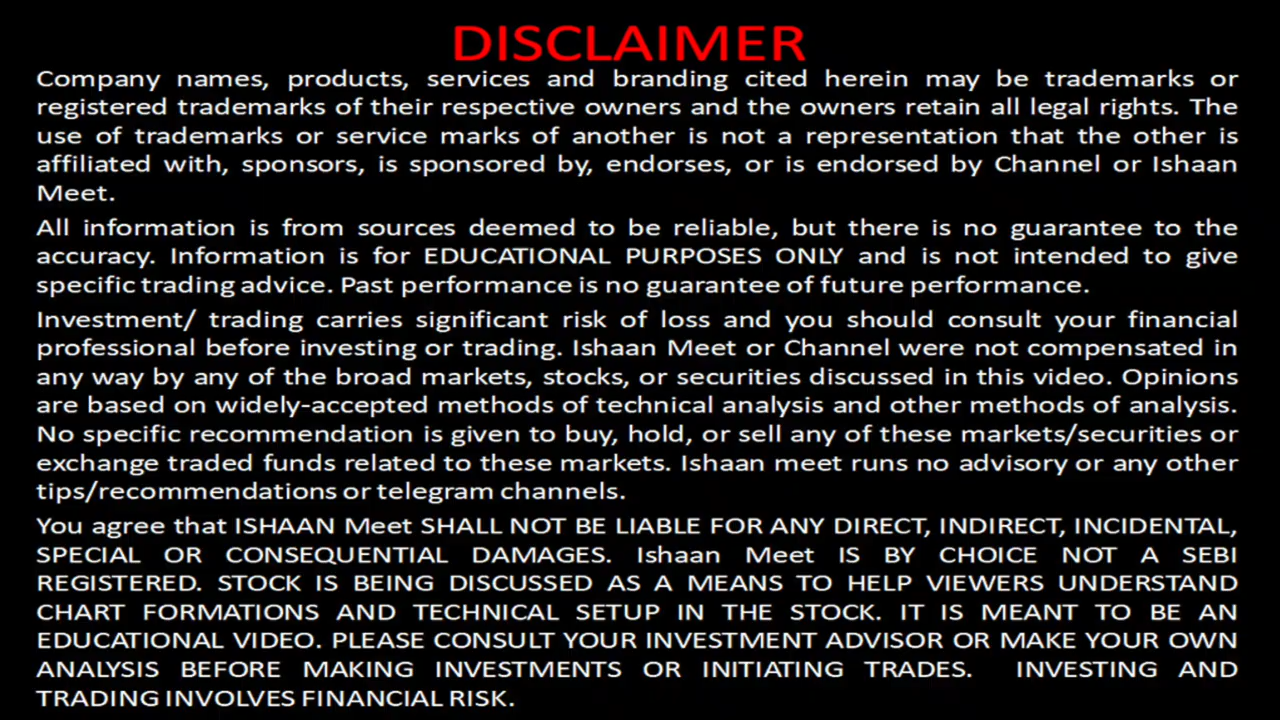 DISCLAIMER
Company names, products, services and branding cited herein may be trademarks or
registered trademarks of their respective owners and the owners retain all legal rights. The
use of trademarks or service marks of another is not a representation that the other is
affiliated with, sponsors, is sponsored by, endorses, or is endorsed by Channel or Ishaan
Meet.
All information is from sources deemed to be reliable, but there is no guarantee to the
accuracy. Information is for EDUCATIONAL PURPOSES ONLY and is not intended to give
specific trading advice. Past performance is no guarantee of future performance.
Investment/ trading carries significant risk of loss and you should consult your financial
professional before investing or trading. Ishaan Meet or Channel were not compensated in
any way by any of the broad markets, stocks, or securities discussed in this video. Opinions
are based on widely-accepted methods of technical analysis and other methods of analysis.
No specific recommendation is given to buy, hold, or sell any of these markets/securities or
exchange traded funds related to these markets. Ishaan meet runs no advisory or any other
tips/recommendations or telegram channels.
You agree that ISHAAN Meet SHALL NOT BE LIABLE FOR ANY DIRECT, INDIRECT, INCIDENTAL,
SPECIAL OR CONSEQUENTIAL DAMAGES. Ishaan Meet IS BY CHOICE NOT A SEBI
REGISTERED. STOCK IS BEING DISCUSSED AS A MEANS TO HELP VIEWERS UNDERSTAND
CHART FORMATIONS AND TECHNICAL SETUP IN THE STOCK. IT IS MEANT TO BE AN
EDUCATIONAL VIDEO. PLEASE CONSULT YOUR INVESTMENT ADVISOR OR MAKE YOUR OWN
ANALYSIS BEFORE MAKING INVESTMENTS OR INITIATING TRADES. INVESTING AND
TRADING INVOLVES FINANCIAL RISK.